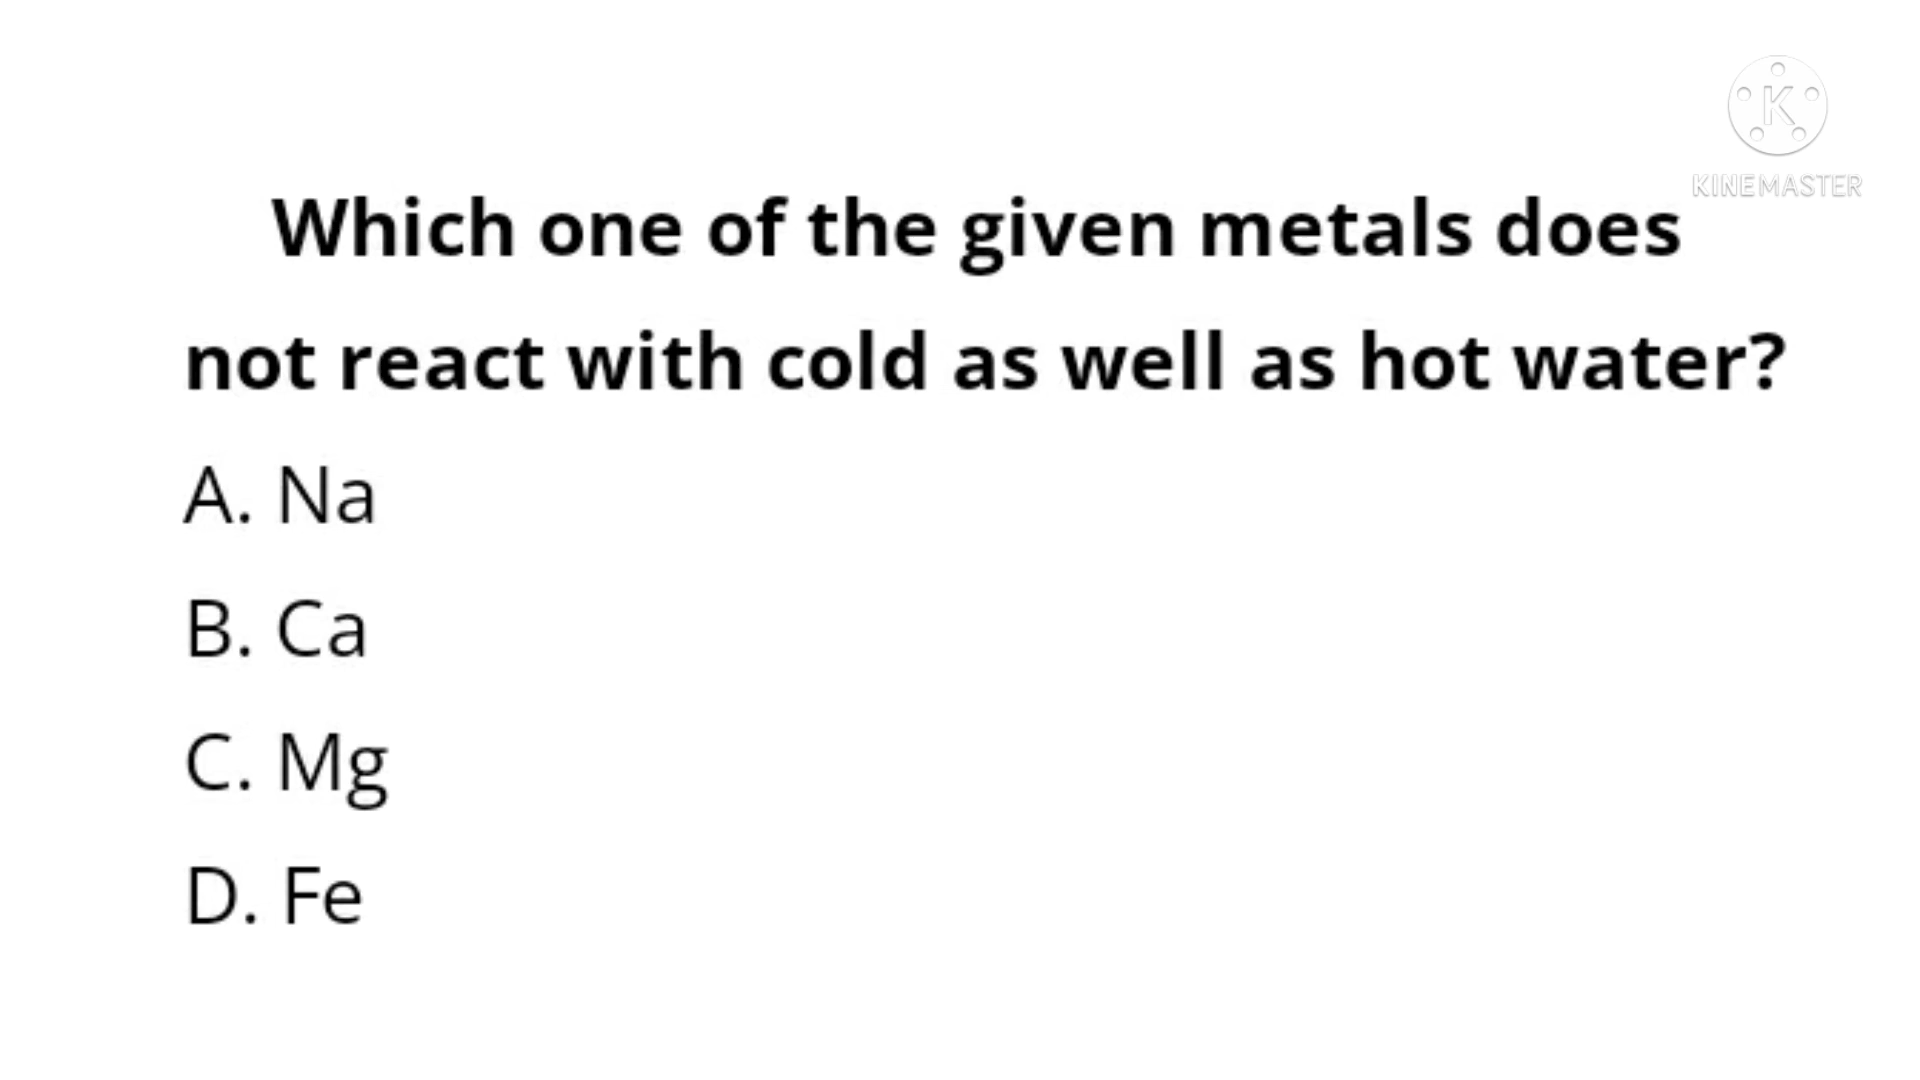 KINEMASTER
Which one of the given metals does
not react with cold as well as hot water?
A. Na
B. Ca
C. Mg
D. Fe